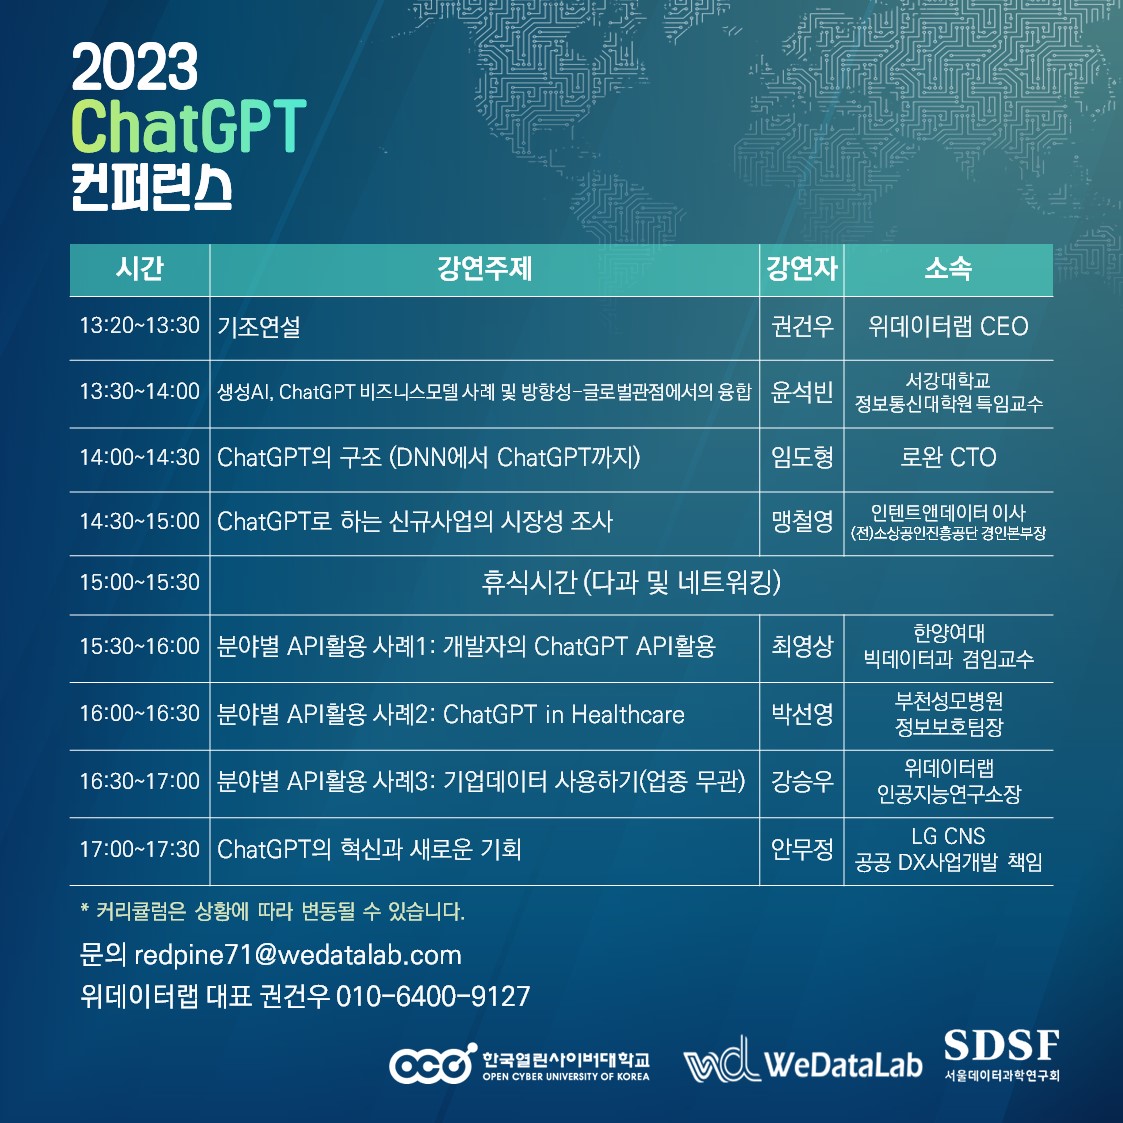 2023
ChatGPT
컨퍼런스
시간 강연주제 강연자 소속
13:20~13:30 기조연설 권건우 위데이터랩 CEO
13:30~14:00 생성AI, ChatGPT 비즈니스모델 사례 및 방향성-글로벌관점에서의 융합 윤석빈 서강대학교
정보통신대학원 특임교수
14:00~14:30 ChatGPT의 구조 (DNN에서 ChatGPT까지) 임도형 로완 CTO
14:30~15:00 ChatGPT로 하는 신규사업의 시장성 조사 맹철영 인텐트앤데이터 이사
(전)소상공인진흥공단 경인본부장
15:00~15:30 휴식시간 (다과 및 네트워킹)
15:30~16:00 분야별 API활용 사례1: 개발자의 ChatGPT API활용 최영상 한양여대
빅데이터과 겸임교수
16:00~16:30 분야별 API활용 사례2: ChatGPT in Healthcare 박선영 부천성모병원
정보보호팀장
16:30~17:00 분야별 API활용 사례3: 기업데이터 사용하기(업종 무관) 강승우 위데이터랩
인공지능연구소장
17:00~17:30 ChatGPT의 혁신과 새로운 기회 안무정 LG CNS
공공 DX사업개발 책임
* 커리큘럼은 상황에 따라 변동될 수 있습니다.
문의 redpine71@wedatalab.com
위데이터랩 대표 권건우 010-6400-9127
OCU 한국열린사이버대학교
OPEN CYBER UNIVERSITY OF KOREA
wdl WeDataLab
SDSF
서울데이터과학연구회